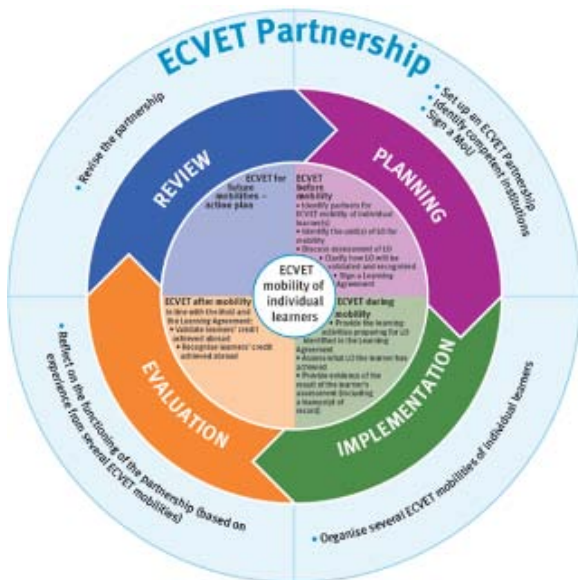 ECVET Partnership
• Set up an ECVET Partnership
• Identify competent institutions
• Sign a MoU
PLANNING
ECVET
before
mobility
• Identify partners for
ECVET mobility of individual
learner(s)
• Identify the unit(s) of LO for
mobility
• Discuss assessment of LO
• Clarify how LO will be
validated and recognised
• Sign a Learning
Agreement
• Organise several ECVET mobilities of individual learners
IMPLEMENTATION
ECVET during
mobility
• Provide the learning
activities preparing for LO
identified in the Learning
Agreement
• Assess what LO the learner has
achieved
• Provide evidence of the
result of the learner's
assessment (including
a transcript of
record)
• Reflect on the functioning of the partnership (based on
experience from several ECVET mobilities)
EVALUATION
ECVET after mobility
In line with the MoU and
the Learning Agreement:
• Validate learners' credit
achieved abroad
• Recognise learners' credit
achieved abroad
• Revise the partnership
REVIEW
ECVET for
future
mobilities –
action plan
ECVET
mobility of
individual
learners